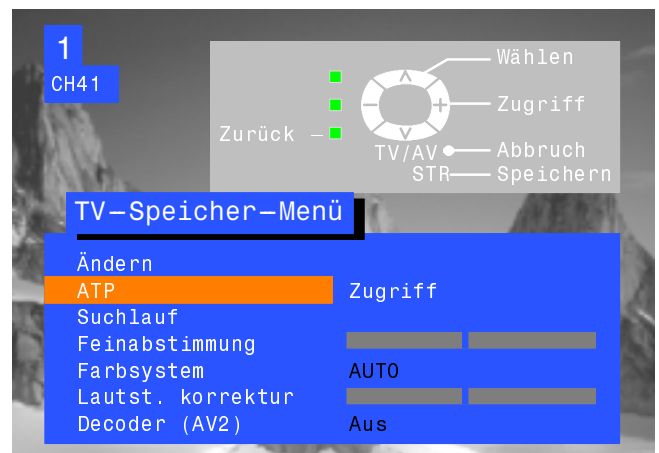 1
CH41
Wählen
Zugriff
Zurück –
TV/AV Abbruch
STR Speichern
TV–Speicher–Menü
Ändern
ATP Zugriff
Suchlauf
Feinabstimmung
Farbsystem AUTO
Lautst. korrektur
Decoder (AV2) Aus